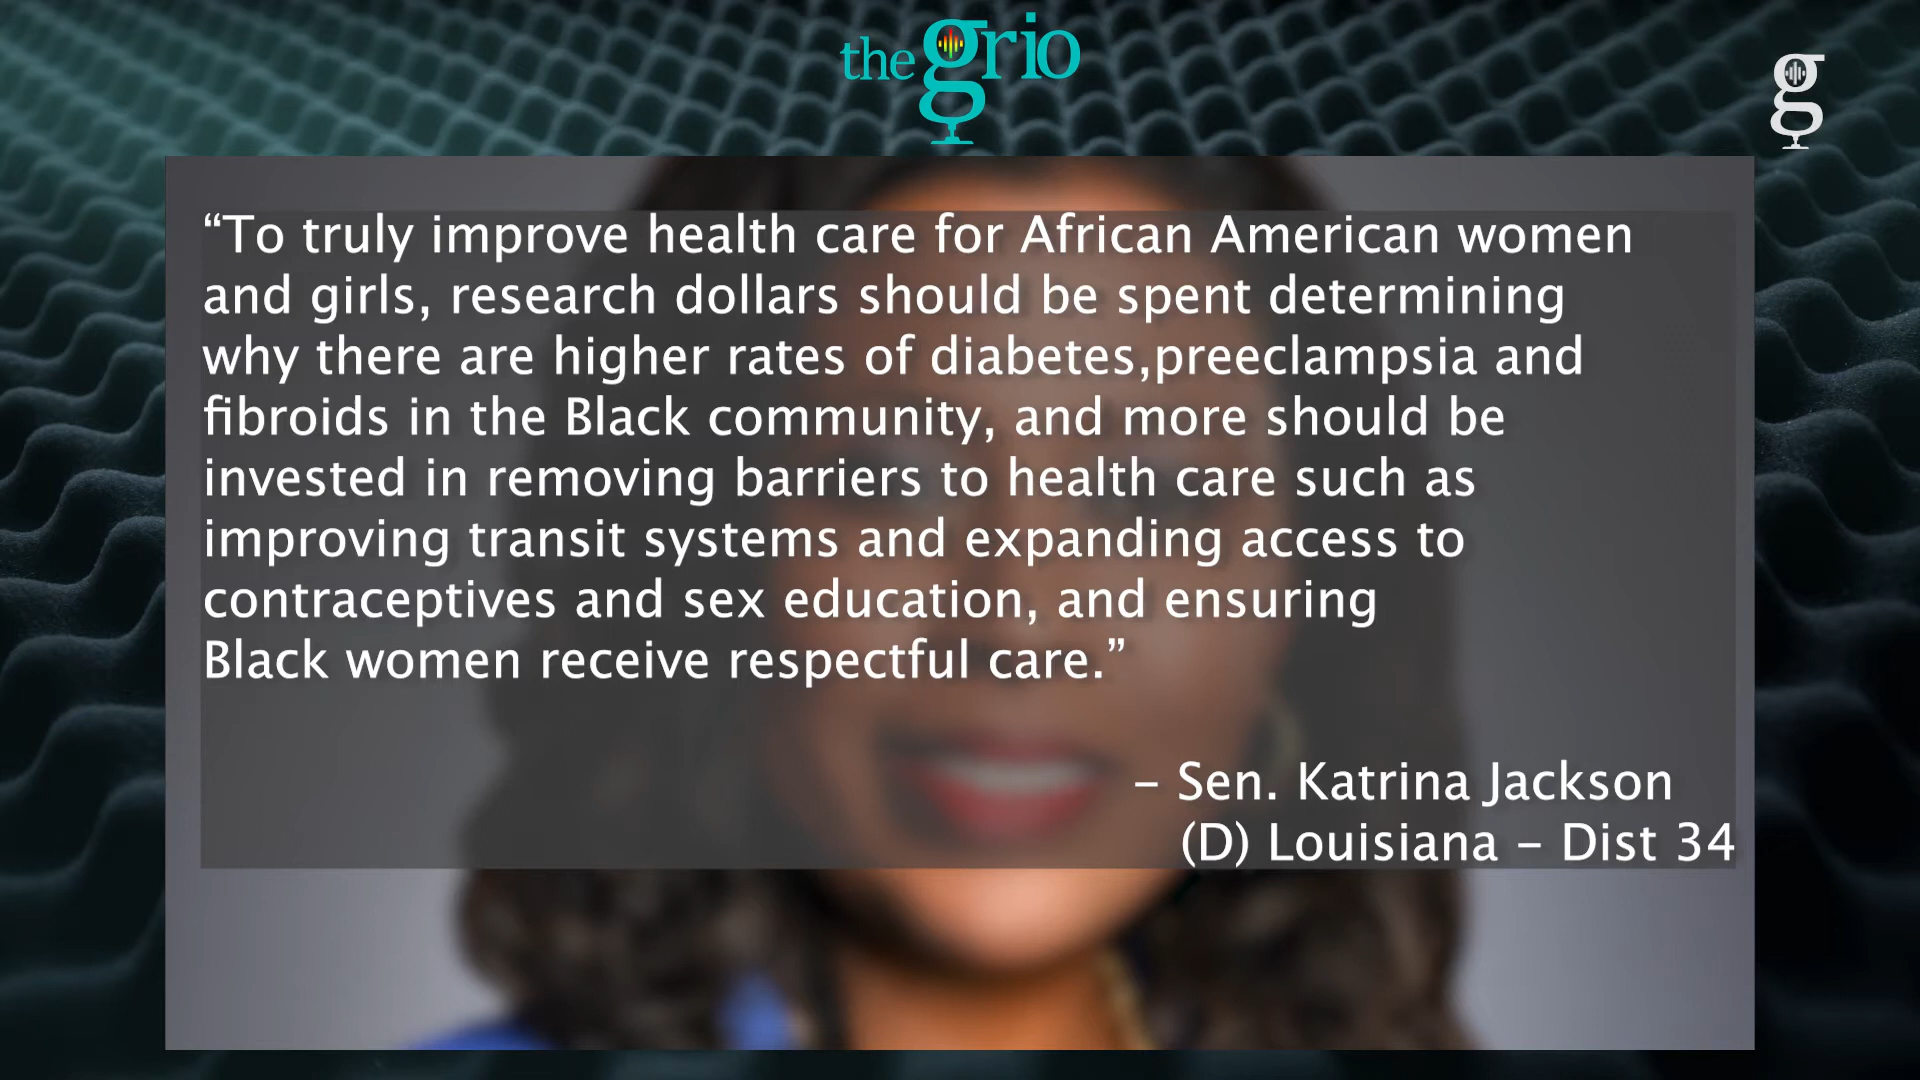 the grio
g
“To truly improve health care for African American women
and girls, research dollars should be spent determining
why there are higher rates of diabetes,preeclampsia and
fibroids in the Black community, and more should be
invested in removing barriers to health care such as
improving transit systems and expanding access to
contraceptives and sex education, and ensuring
Black women receive respectful care.”
– Sen. Katrina Jackson
(D) Louisiana – Dist 34